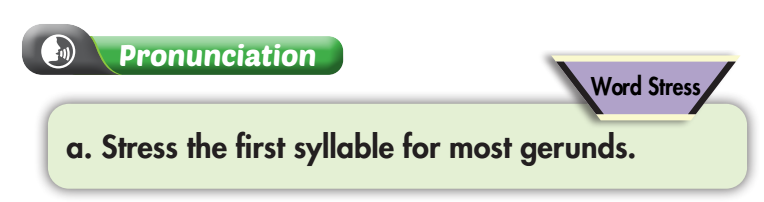 Pronunciation
Word Stress
a. Stress the first syllable for most gerunds.